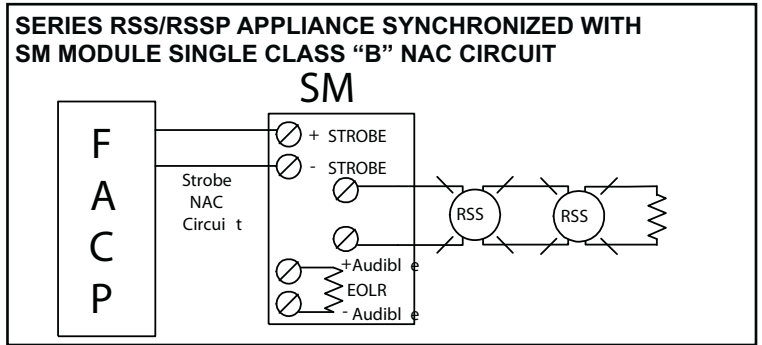 SERIES RSS/RSSP APPLIANCE SYNCHRONIZED WITH
SM MODULE SINGLE CLASS “B” NAC CIRCUIT
SM
F
A
C
P
+ STROBE
- STROBE
Strobe
NAC
Circui t
RSS
RSS
+Audibl e
EOLR
- Audibl e